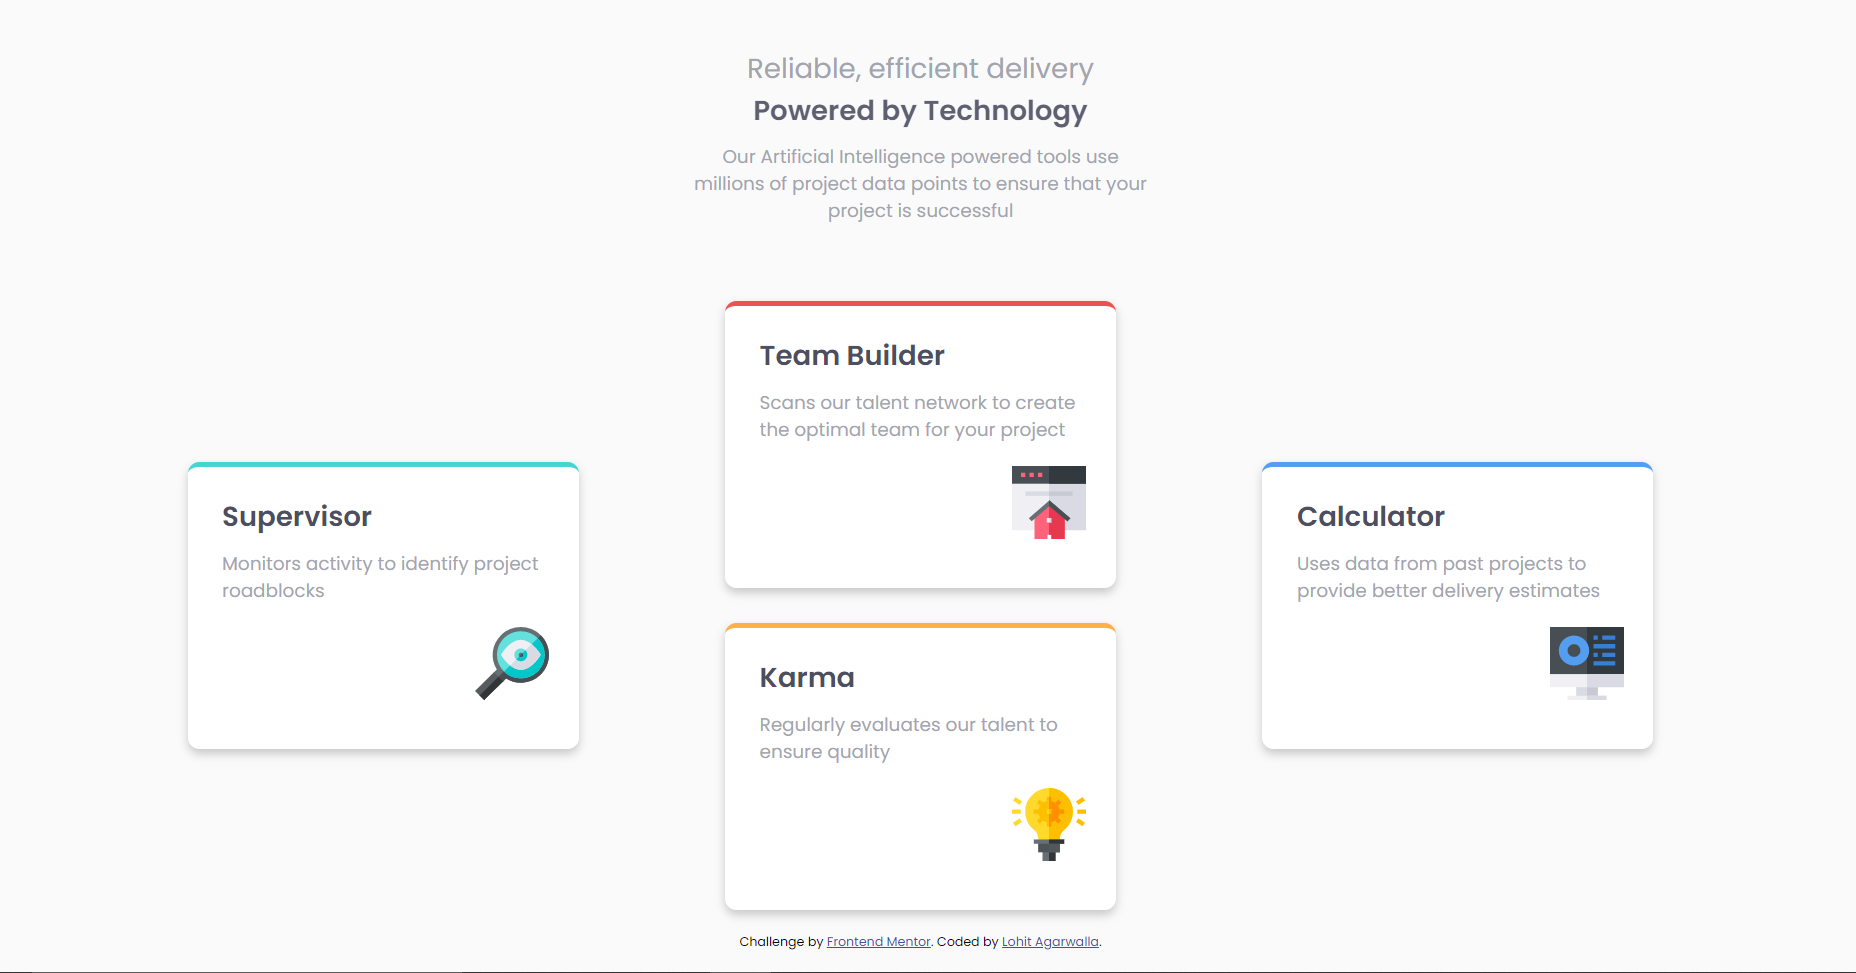 Reliable, efficient delivery
Powered by Technology
Our Artificial Intelligence powered tools use
millions of project data points to ensure that your
project is successful
Supervisor
Monitors activity to identify project
roadblocks
Team Builder
Scans our talent network to create
the optimal team for your project
Karma
Regularly evaluates our talent to
ensure quality
Calculator
Uses data from past projects to
provide better delivery estimates
Challenge by Frontend Mentor. Coded by Lohit Agarwalla.